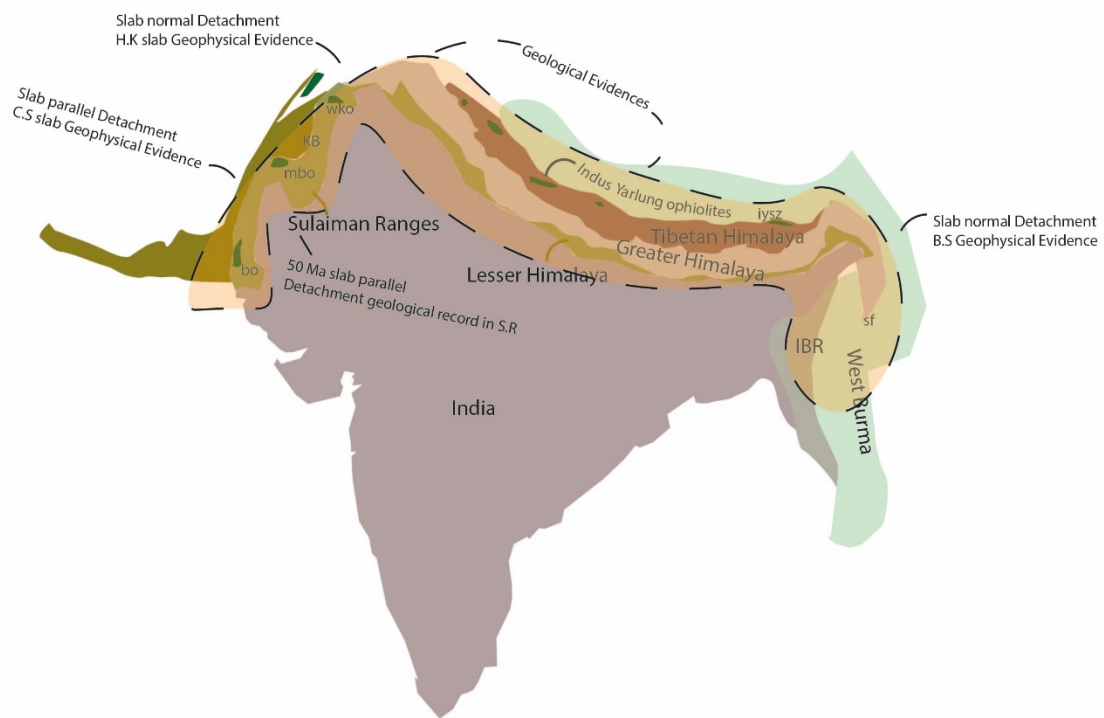 Slab normal Detachment
H.K slab Geophysical Evidence
Geological Evidences
Slab parallel Detachment
C.S slab Geophysical Evidence
wko
KB
mbo
bo
Sulaiman Ranges
50 Ma slab parallel
Detachment geological record in S.R
Indus Yarlung ophiolites
iysz
Tibetan Himalaya
Greater Himalaya
Lesser Himalaya
Slab normal Detachment
B.S Geophysical Evidence
sf
IBR
West Burma
India